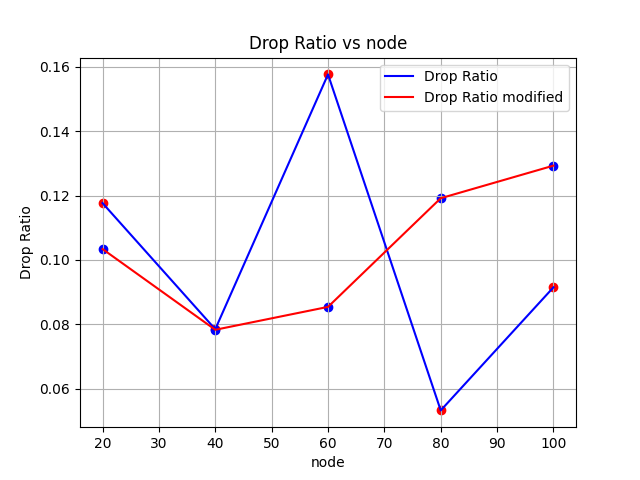 Drop Ratio vs node
Drop Ratio
Drop Ratio modified
0.16
0.14
0.12
0.10
0.08
0.06
Drop Ratio
20 30 40 50 60 70 80 90 100
node